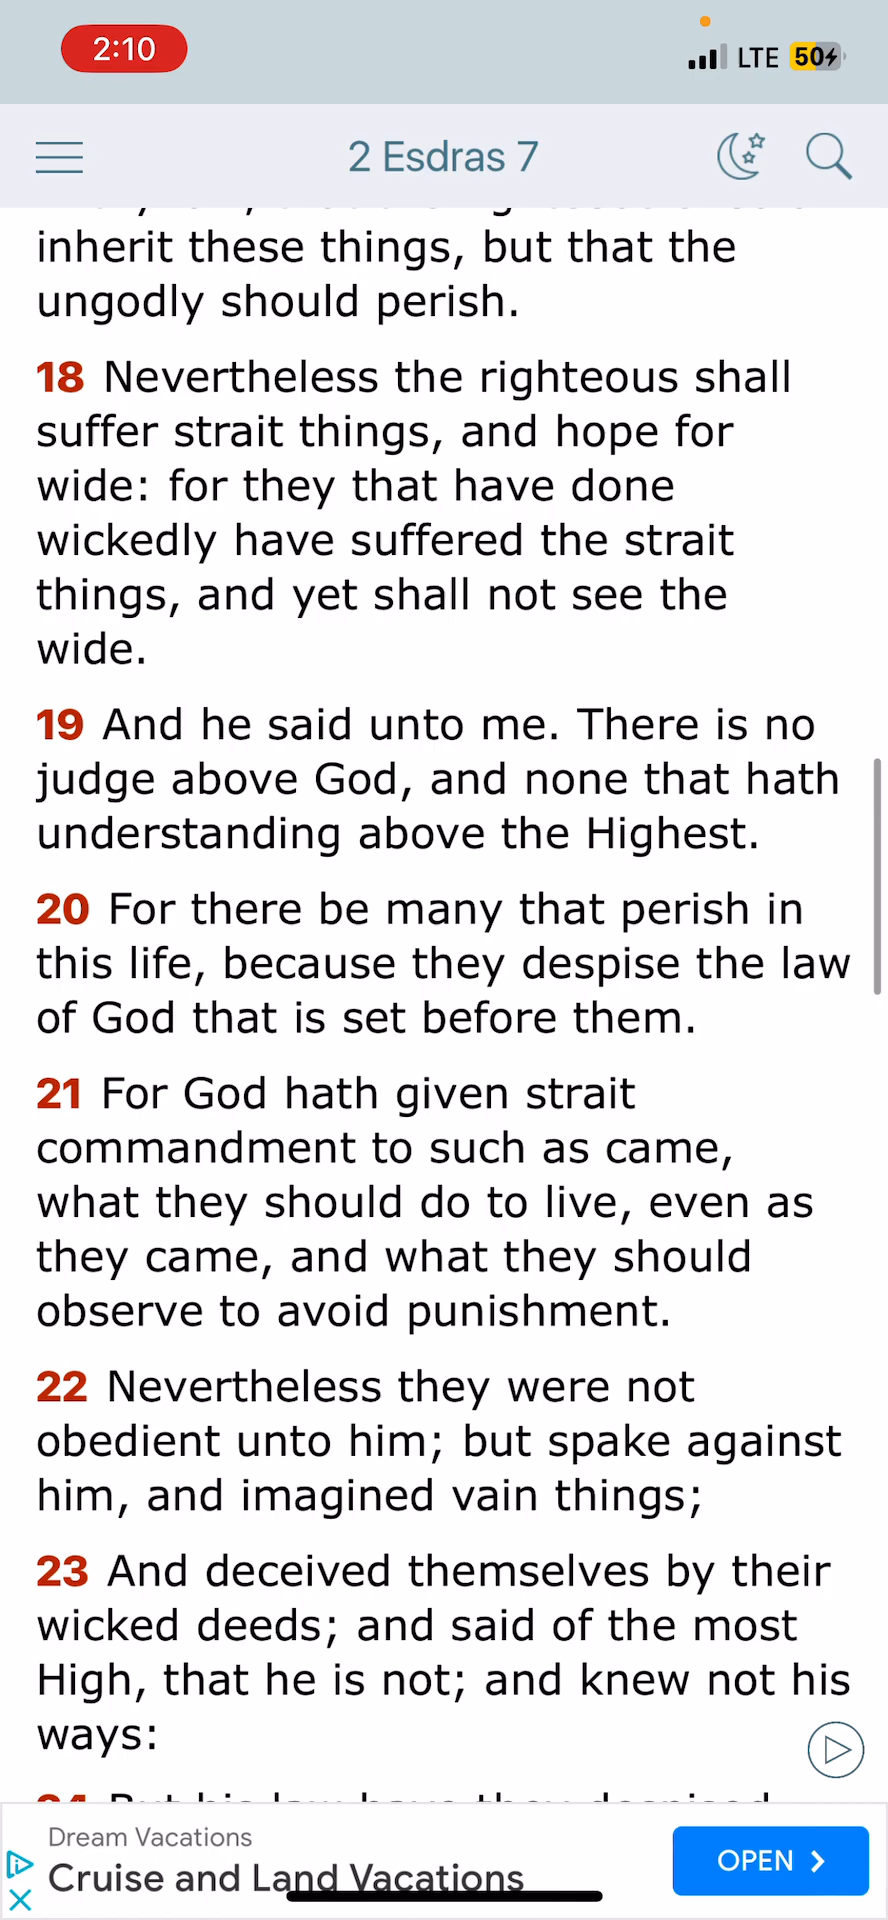 2:10
LTE 50
2 Esdras 7
inherit these things, but that the
ungodly should perish.
18 Nevertheless the righteous shall
suffer strait things, and hope for
wide: for they that have done
wickedly have suffered the strait
things, and yet shall not see the
wide.
19 And he said unto me. There is no
judge above God, and none that hath
understanding above the Highest.
20 For there be many that perish in
this life, because they despise the law
of God that is set before them.
21 For God hath given strait
commandment to such as came,
what they should do to live, even as
they came, and what they should
observe to avoid punishment.
22 Nevertheless they were not
obedient unto him; but spake against
him, and imagined vain things;
23 And deceived themselves by their
wicked deeds; and said of the most
High, that he is not; and knew not his
ways:
24 But his law have they despised
Dream Vacations
Cruise and Land Vacations
OPEN